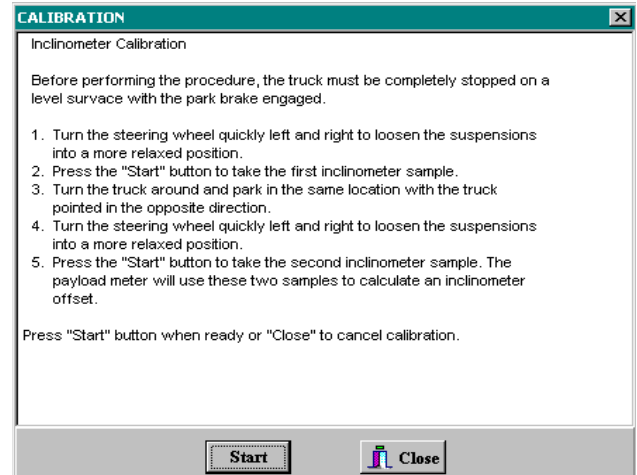 CALIBRATION
Inclinometer Calibration
Before performing the procedure, the truck must be completely stopped on a
level survace with the park brake engaged.
1. Turn the steering wheel quickly left and right to loosen the suspensions
into a more relaxed position.
2. Press the "Start" button to take the first inclinometer sample.
3. Turn the truck around and park in the same location with the truck
pointed in the opposite direction.
4. Turn the steering wheel quickly left and right to loosen the suspensions
into a more relaxed position.
5. Press the "Start" button to take the second inclinometer sample. The
payload meter will use these two samples to calculate an inclinometer
offset.
Press "Start" button when ready or "Close" to cancel calibration.
Start Close